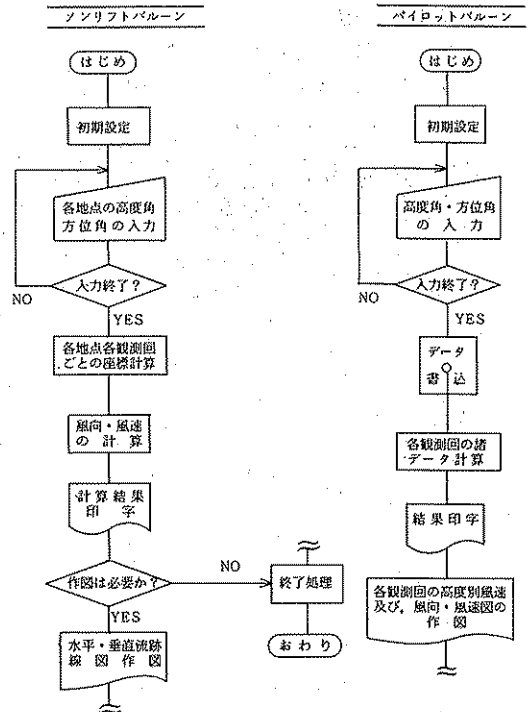 ノンリフトバルーン
はじめ
初期設定
各地点の高度角
方位角の入力
入力終了?
NO
YES
各地点各観測回
ごとの座標計算
風向・風速
の計算
計算結果
印字
作図は必要か?
NO
YES
水平・垂直流跡
線図作図
終了処理
おわり
パイロットバルーン
はじめ
初期設定
高度角・方位角
の入力
入力終了?
NO
YES
データ
書込
各観測回の諸
データ計算
結果印字
各観測回の高度別風速
及び,風向・風速図の
作図